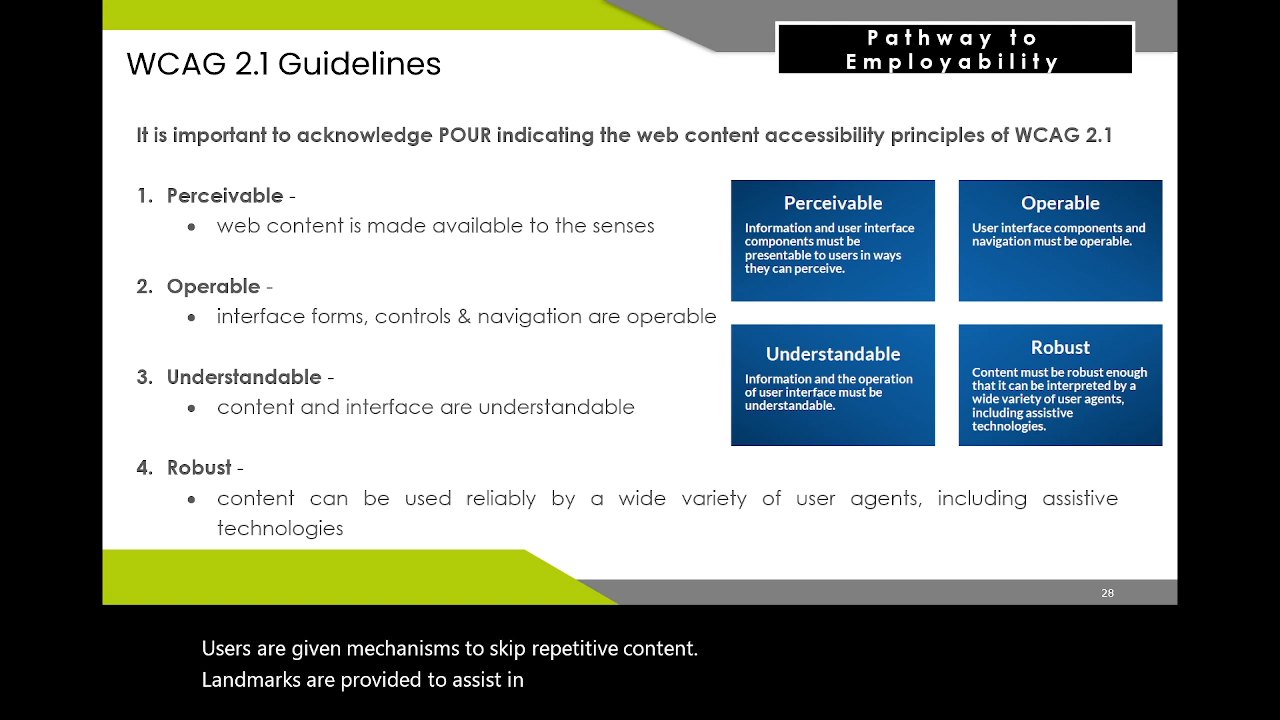 Pathway to
Employability
WCAG 2.1 Guidelines
It is important to acknowledge POUR indicating the web content accessibility principles of WCAG 2.1
1. Perceivable -
• web content is made available to the senses
2. Operable -
• interface forms, controls & navigation are operable
3. Understandable -
• content and interface are understandable
4. Robust -
• content can be used reliably by a wide variety of user agents, including assistive
technologies
Perceivable
Information and user interface
components must be
presentable to users in ways
they can perceive.
Operable
User interface components and
navigation must be operable.
Understandable
Information and the operation
of user interface must be
understandable.
Robust
Content must be robust enough
that it can be interpreted by a
wide variety of user agents,
including assistive
technologies.
28
Users are given mechanisms to skip repetitive content.
Landmarks are provided to assist in